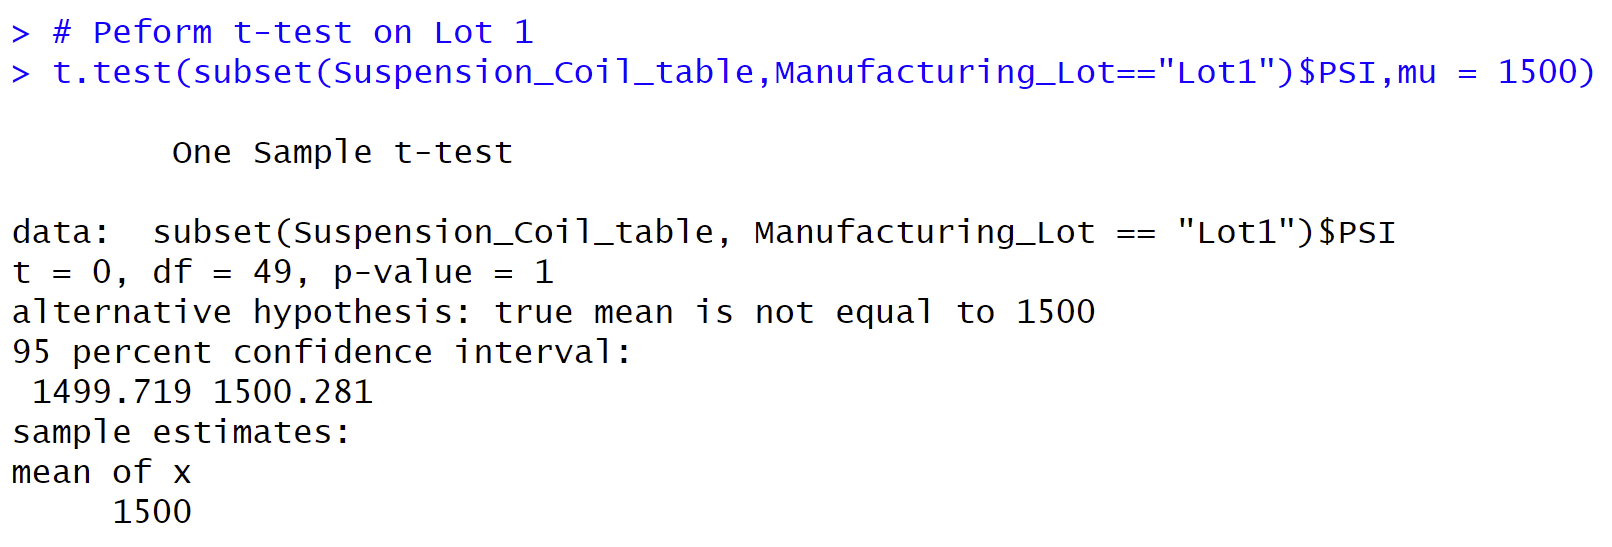 > # Peform t-test on Lot 1
> t.test(subset(Suspension_Coil_table,Manufacturing_Lot=="Lot1")$PSI,mu = 1500)
One Sample t-test
data:  subset(Suspension_Coil_table, Manufacturing_Lot == "Lot1")$PSI
t = 0, df = 49, p-value = 1
alternative hypothesis: true mean is not equal to 1500
95 percent confidence interval:
1499.719 1500.281
sample estimates:
mean of x
1500